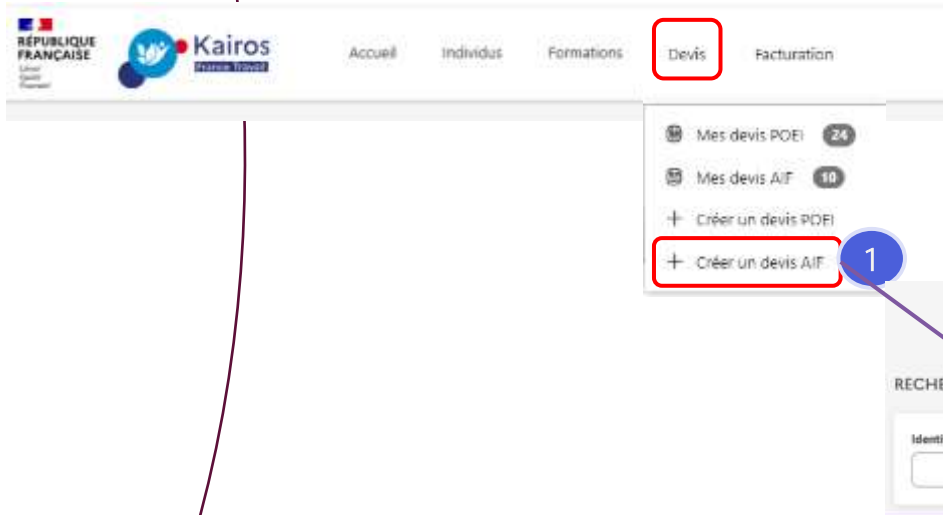 RÉPUBLIQUE
FRANÇAISE
Kairos
France Travail
Accueil Individus Formations Devis Facturation
Mes devis POEI 24
Mes devis AIF 10
+ Créer un devis POEI
+ Créer un devis AIF 1
RECHE
Identi